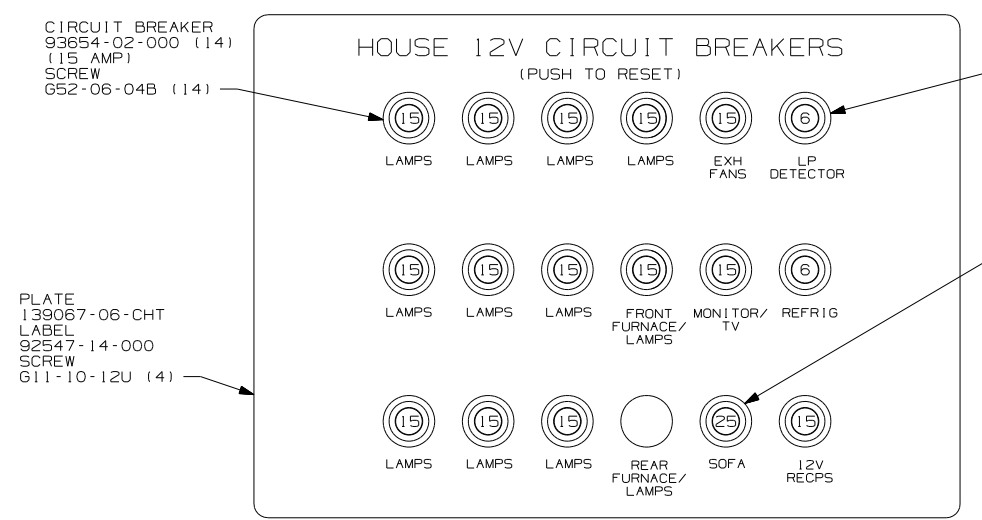 CIRCUIT BREAKER
93654-02-000 (14)
(15 AMP)
SCREW
G52-06-04B (14)
HOUSE 12V CIRCUIT BREAKERS
(PUSH TO RESET)
15 15 15 15 15 6
LAMPS LAMPS LAMPS LAMPS EXH FANS LP DETECTOR
15 15 15 15 15 6
LAMPS LAMPS LAMPS FRONT FURNACE/ LAMPS MONITOR/ TV REFRIG
PLATE
139067-06-CHT
LABEL
92547-14-000
SCREW
G11-10-12U (4)
15 15 15 25 15
LAMPS LAMPS LAMPS REAR FURNACE/ LAMPS SOFA 12V RECPS